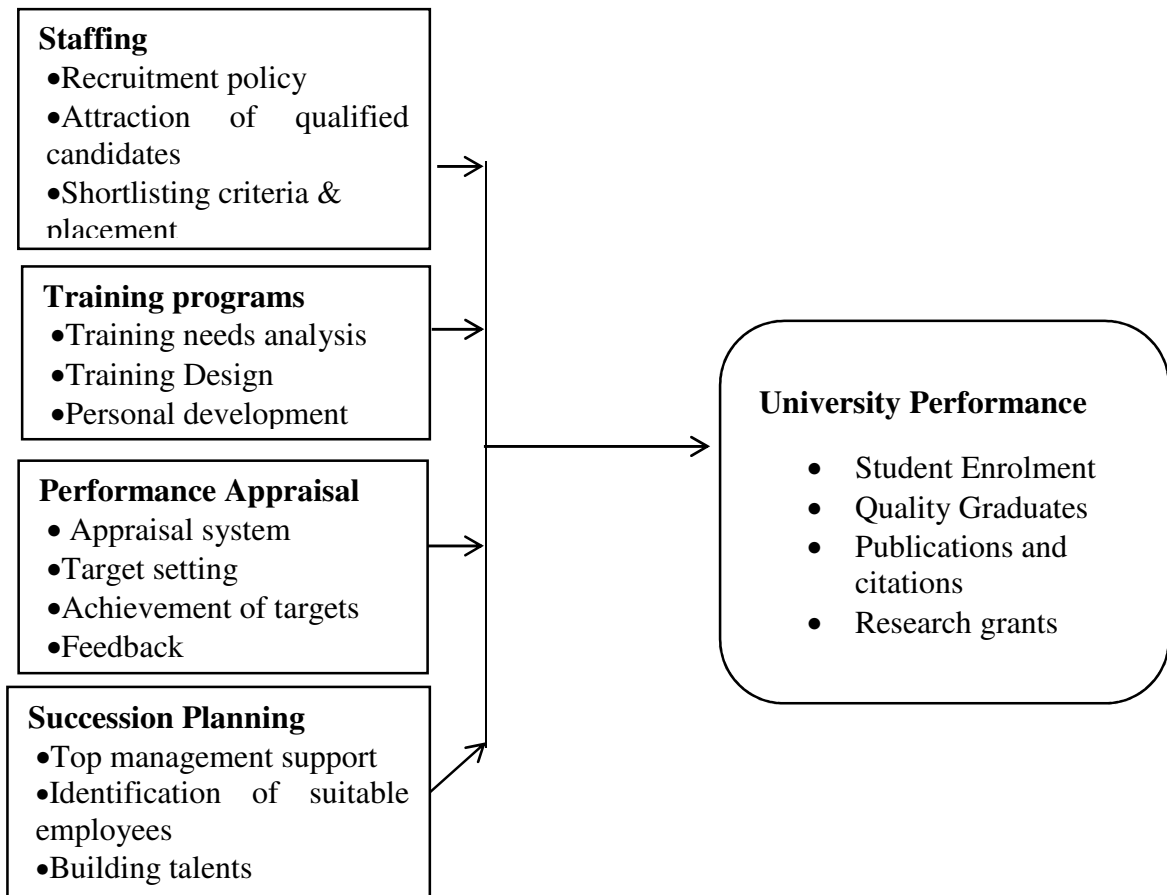 Staffing
•Recruitment policy
•Attraction of qualified
candidates
•Shortlisting criteria &
placement
Training programs
•Training needs analysis
•Training Design
•Personal development
Performance Appraisal
• Appraisal system
•Target setting
•Achievement of targets
•Feedback
Succession Planning
•Top management support
•Identification of suitable
employees
•Building talents
University Performance
• Student Enrolment
• Quality Graduates
• Publications and
citations
• Research grants